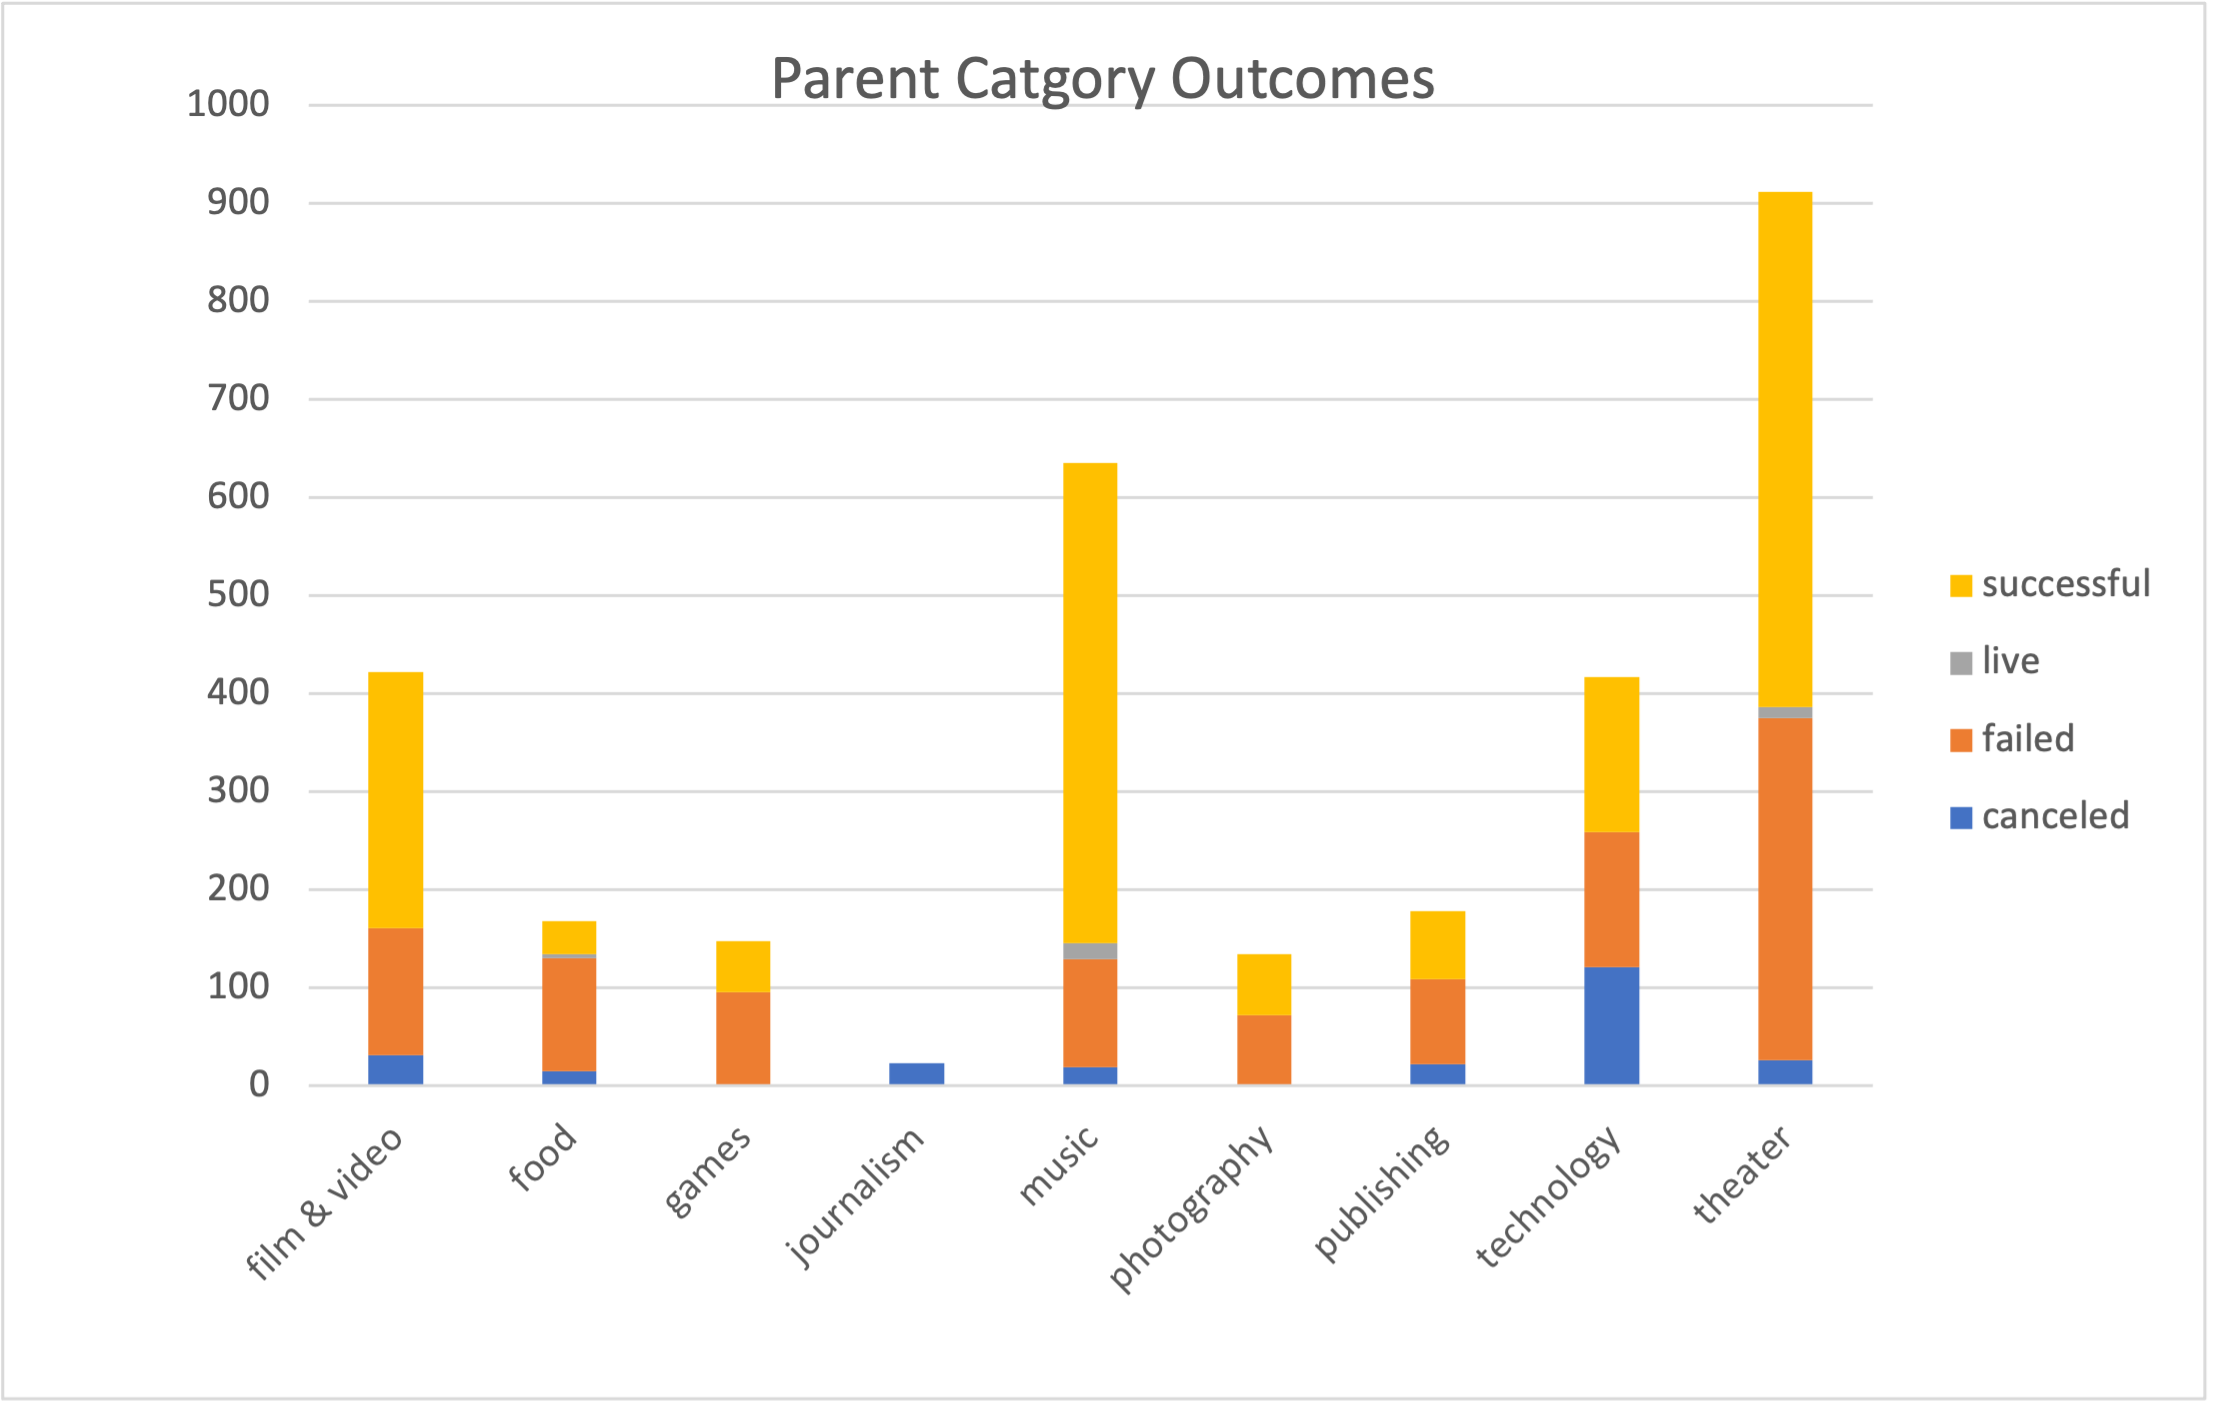 Parent Catgory Outcomes
1000
900
800
700
600
500
400
300
200
100
0
film & video
food
games
journalism
music
photography
publishing
technology
theater
successful
live
failed
canceled